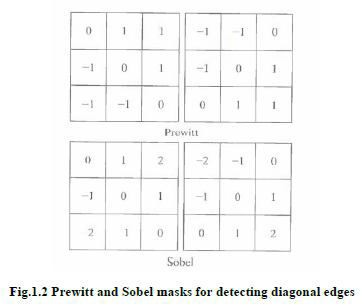 0 1 1 -1 -1 0
-1 0 1 -1 0 1
-1 -1 0 0 1 1
Prewitt
0 1 2 -2 -1 0
-1 0 1 -1 0 1
2 1 0 0 1 2
Sobel
Fig.1.2 Prewitt and Sobel masks for detecting diagonal edges